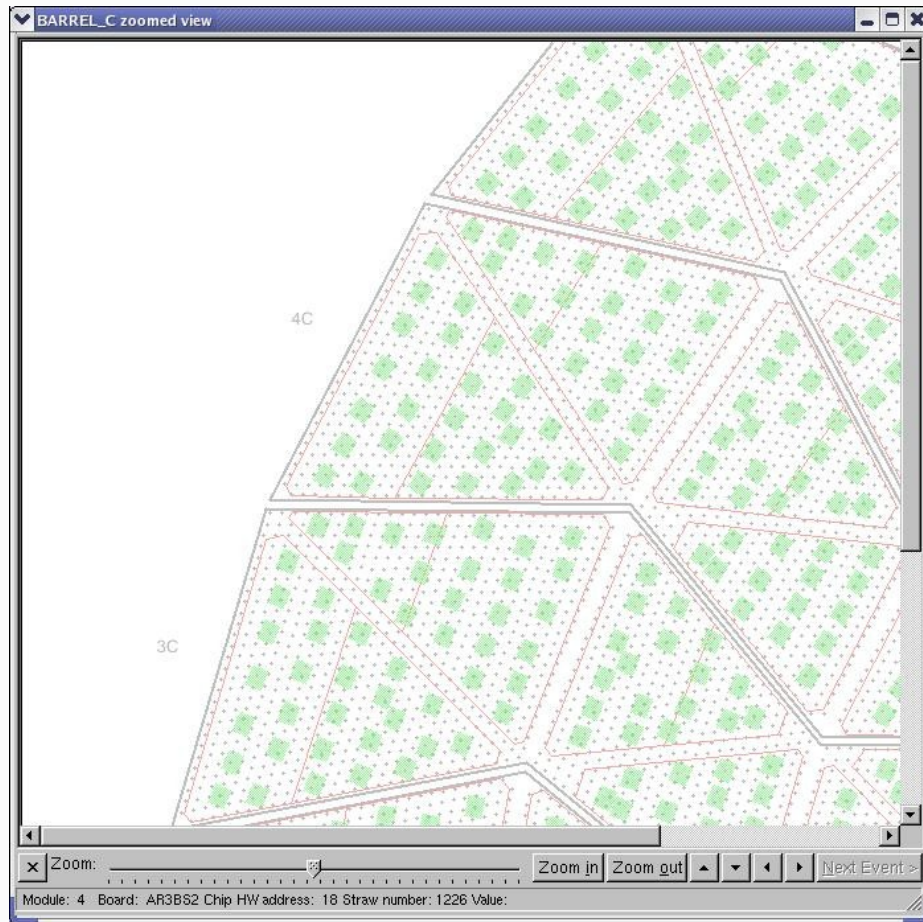 BARREL_C zoomed view
4C
3C
Zoom: Zoom in Zoom out Next Event >
Module: 4 Board: AR3BS2 Chip HW address: 18 Straw number: 1226 Value: